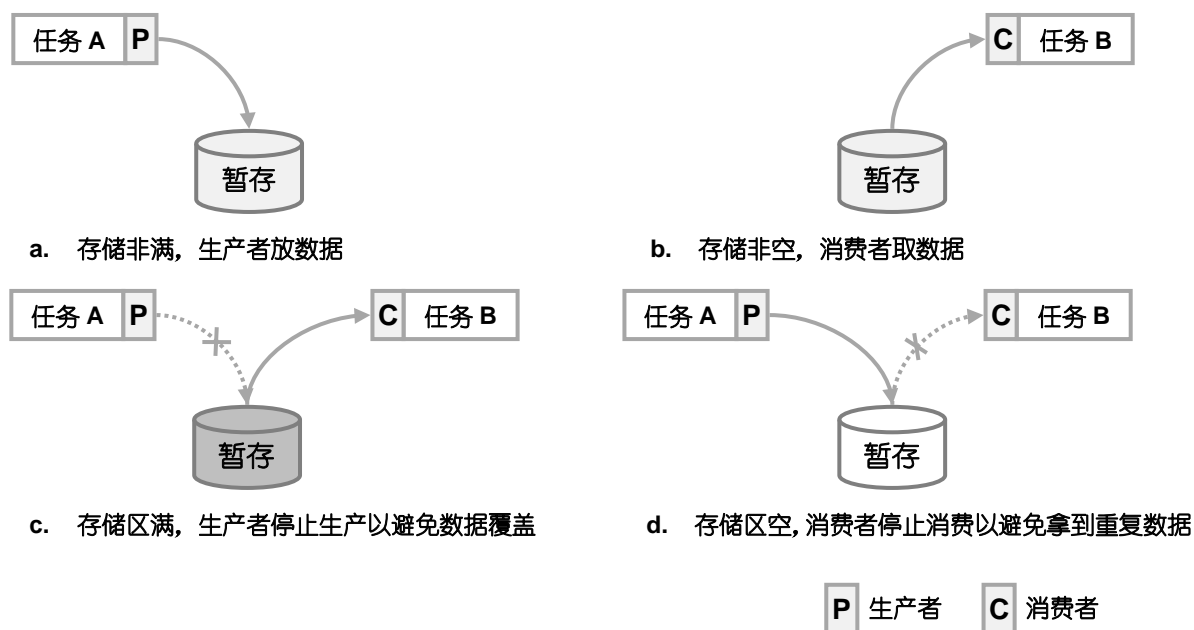 任务 A P
C 任务 B
暂存
暂存
a. 存储非满，生产者放数据
b. 存储非空，消费者取数据
任务 A P
C 任务 B
任务 A P
C 任务 B
暂存
暂存
c. 存储区满，生产者停止生产以避免数据覆盖
d. 存储区空，消费者停止消费以避免拿到重复数据
P 生产者
C 消费者